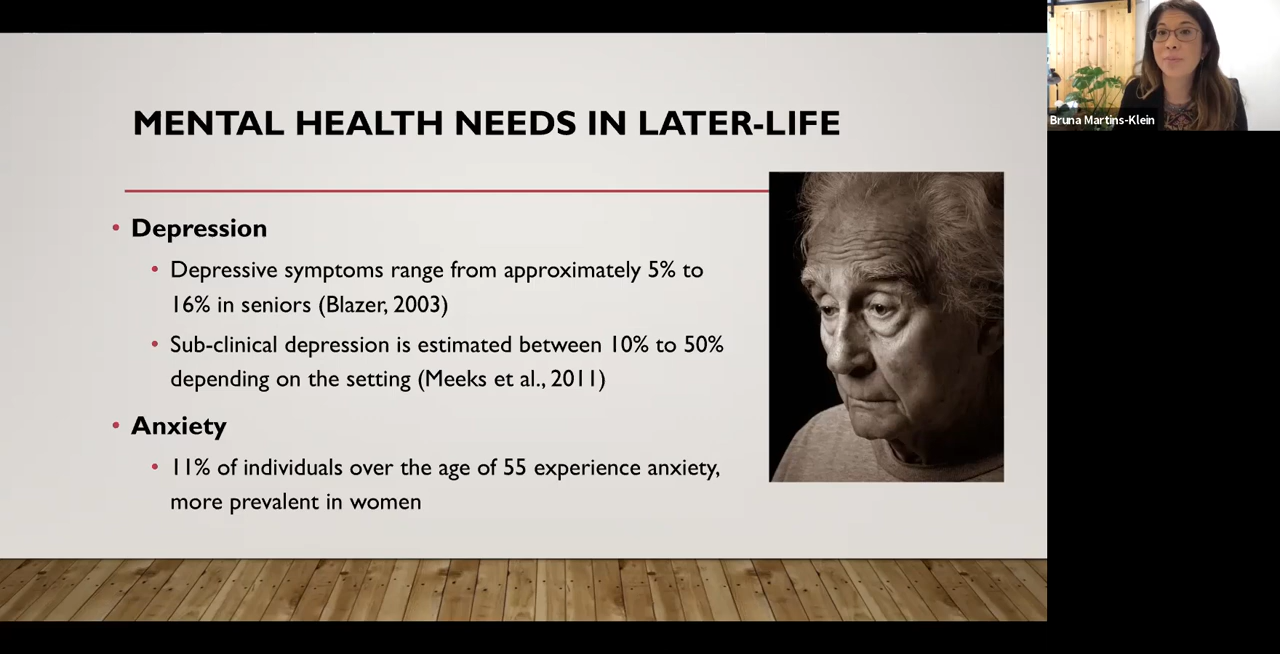 MENTAL HEALTH NEEDS IN LATER-LIFE
• Depression
• Depressive symptoms range from approximately 5% to
16% in seniors (Blazer, 2003)
• Sub-clinical depression is estimated between 10% to 50%
depending on the setting (Meeks et al., 2011)
• Anxiety
• 11% of individuals over the age of 55 experience anxiety,
more prevalent in women
Bruna Martins-Klein